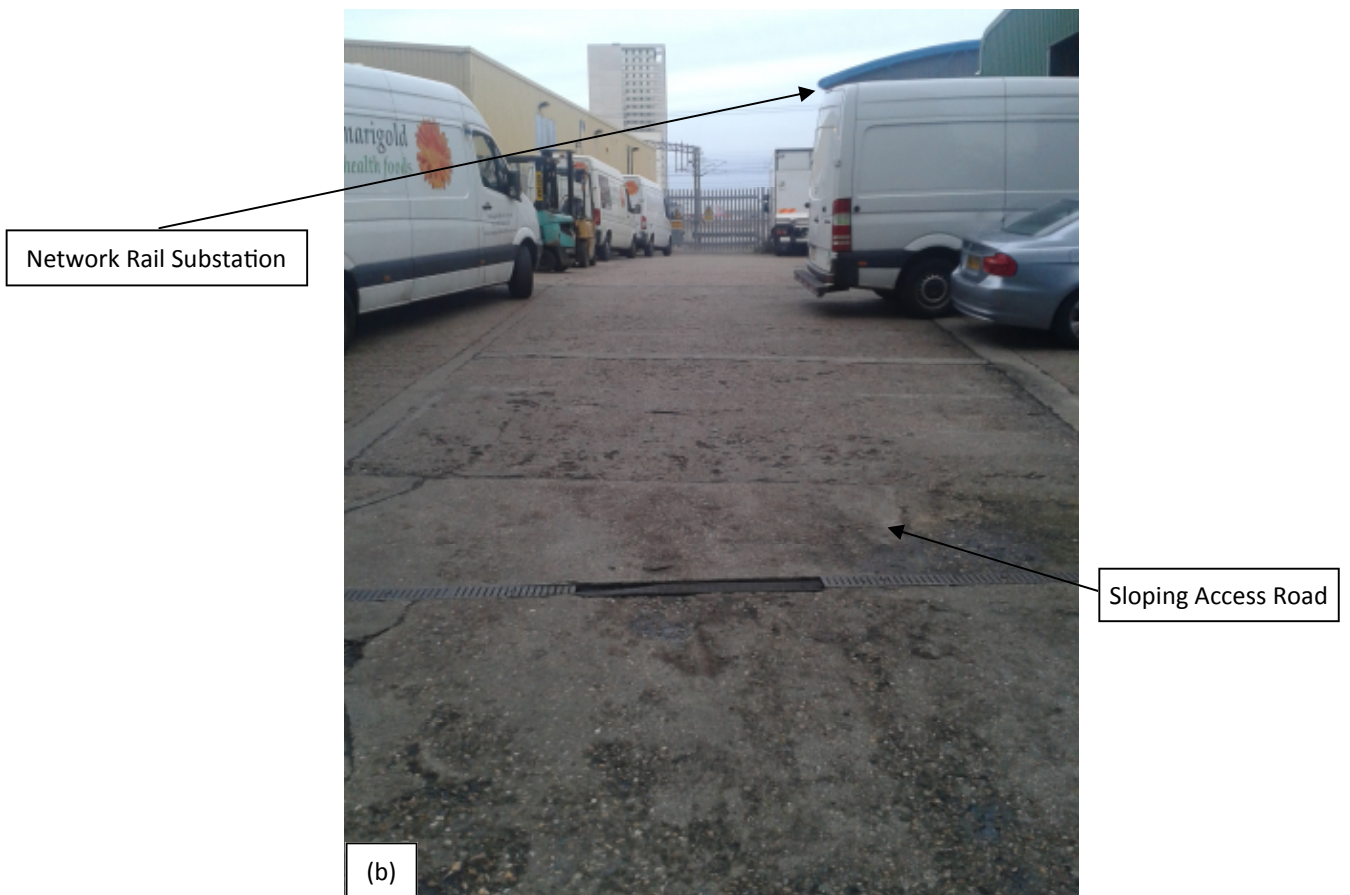 marigold
health foods
Network Rail Substation
Sloping Access Road
(b)